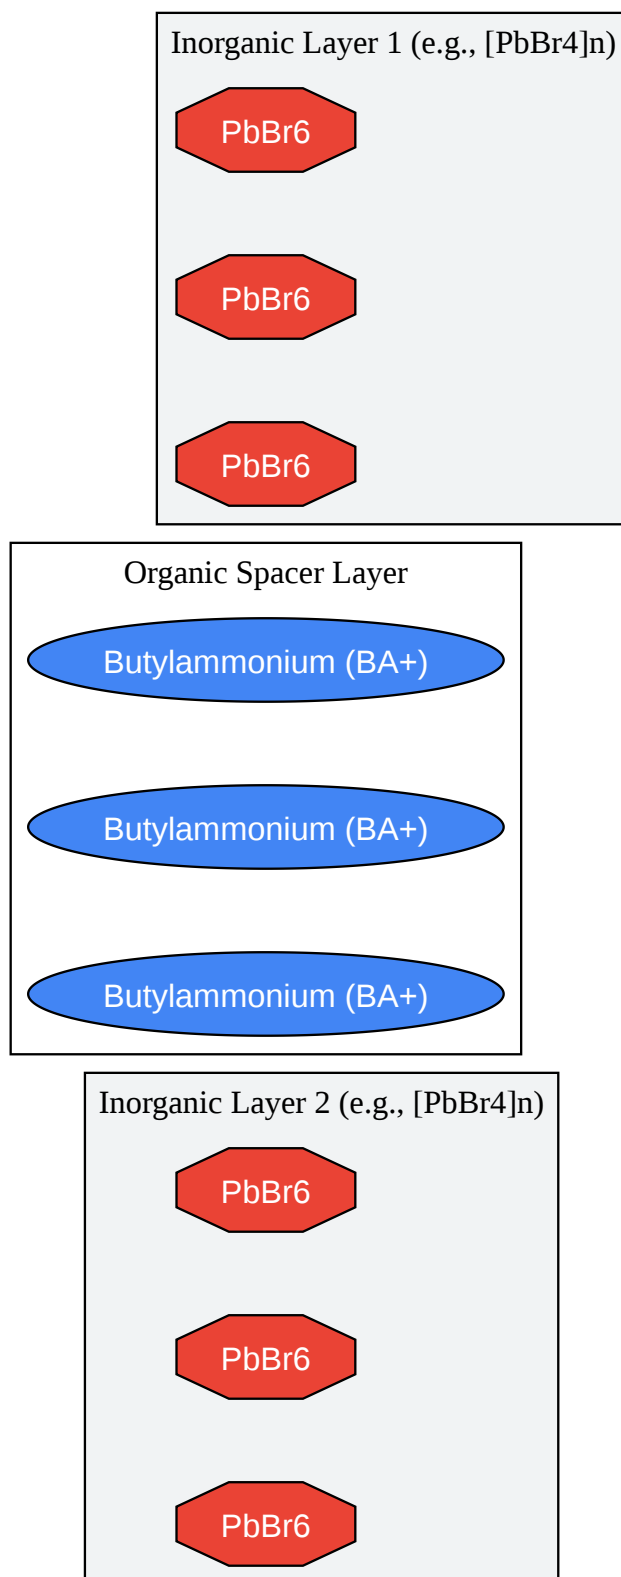 Inorganic Layer 1 (e.g., [PbBr4]n)
PbBr6
PbBr6
PbBr6
Organic Spacer Layer
Butylammonium (BA+)
Butylammonium (BA+)
Butylammonium (BA+)
Inorganic Layer 2 (e.g., [PbBr4]n)
PbBr6
PbBr6
PbBr6